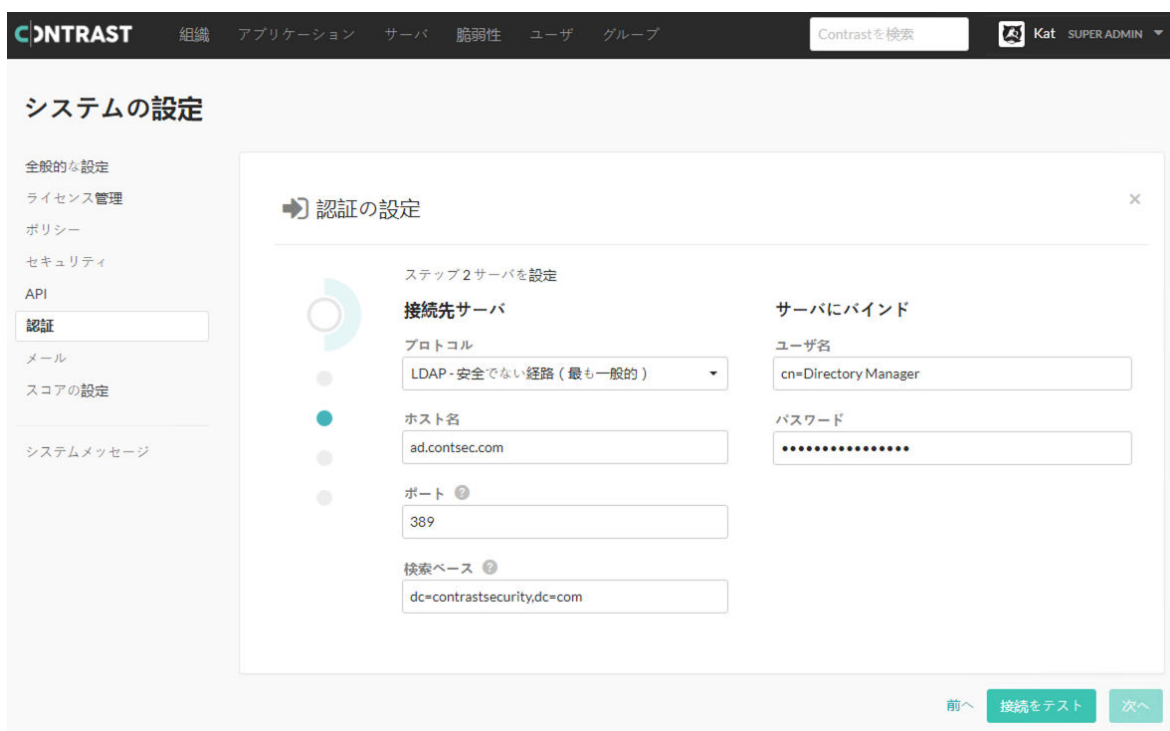 CONTRAST 組織 アプリケーション サーバ 脆弱性 ユーザ グループ Contrastを検索 Kat SUPER ADMIN
システムの設定
全般的な設定
ライセンス管理
ポリシー
セキュリティ
API
認証
メール
スコアの設定
システムメッセージ
認証の設定
ステップ2サーバを設定
接続先サーバ
プロトコル
LDAP - 安全でない経路 ( 最も一般的 )
ホスト名
ad.contsec.com
ポート
389
検索ベース
dc=contrastsecurity,dc=com
サーバにバインド
ユーザ名
cn=Directory Manager
パスワード
••••••••••••••••
前へ 接続をテスト 次へ